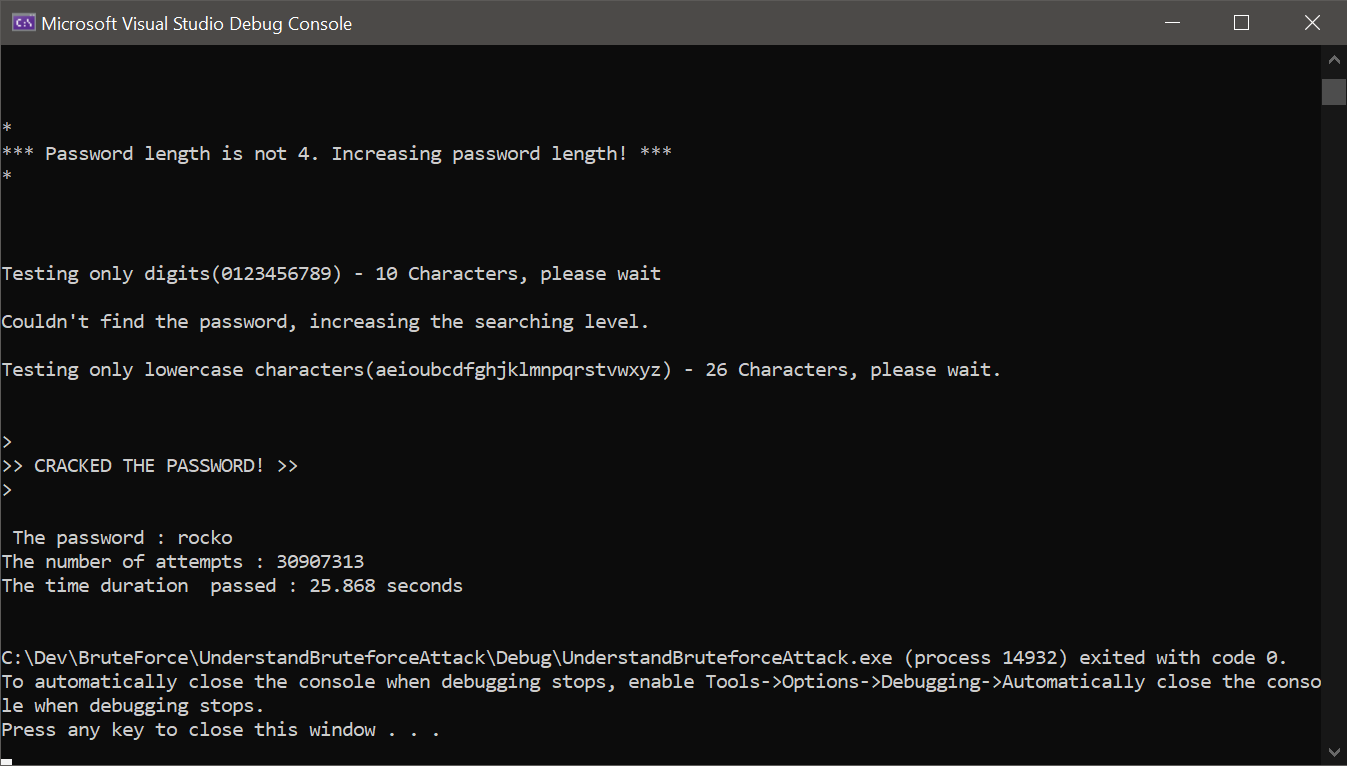 Microsoft Visual Studio Debug Console
*
*** Password length is not 4. Increasing password length! ***
*
Testing only digits(0123456789) - 10 Characters, please wait
Couldn't find the password, increasing the searching level.
Testing only lowercase characters(aeioubcdfghjklmnpqrstvwxyz) - 26 Characters, please wait.
>
>> CRACKED THE PASSWORD! >>
>
The password : rocko
The number of attempts : 30907313
The time duration  passed : 25.868 seconds
C:\Dev\BruteForce\UnderstandBruteforceAttack\Debug\UnderstandBruteforceAttack.exe (process 14932) exited with code 0.
To automatically close the console when debugging stops, enable Tools->Options->Debugging->Automatically close the conso
le when debugging stops.
Press any key to close this window . . .